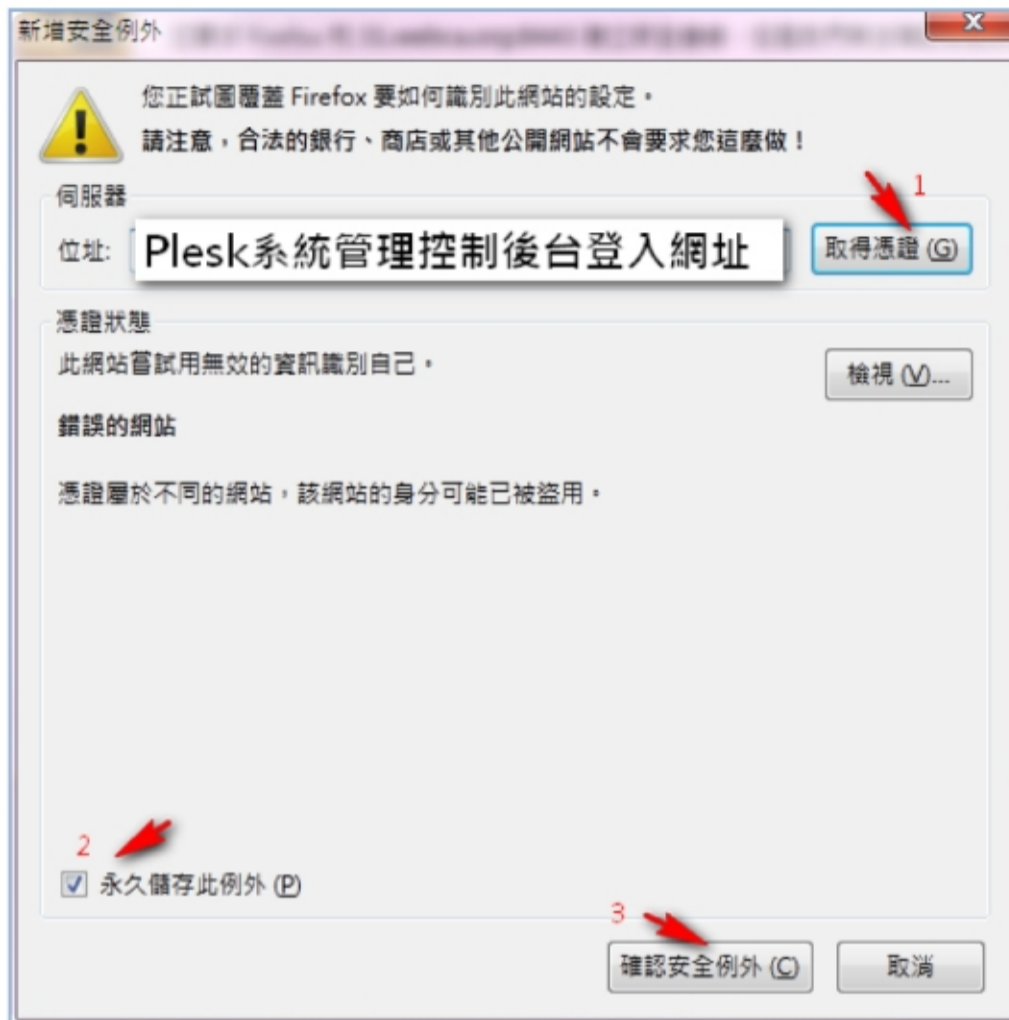 新增安全例外
您正試圖覆蓋 Firefox 要如何識別此網站的設定。
請注意，合法的銀行、商店或其他公開網站不會要求您這麼做！
1
伺服器
位址: Plesk系統管理控制後台登入網址 取得憑證 (G)
憑證狀態
此網站嘗試用無效的資訊識別自己。 檢視 (V)...
錯誤的網站
憑證屬於不同的網站，該網站的身分可能已被盜用。
2
永久儲存此例外 (P)
3
確認安全例外 (C) 取消